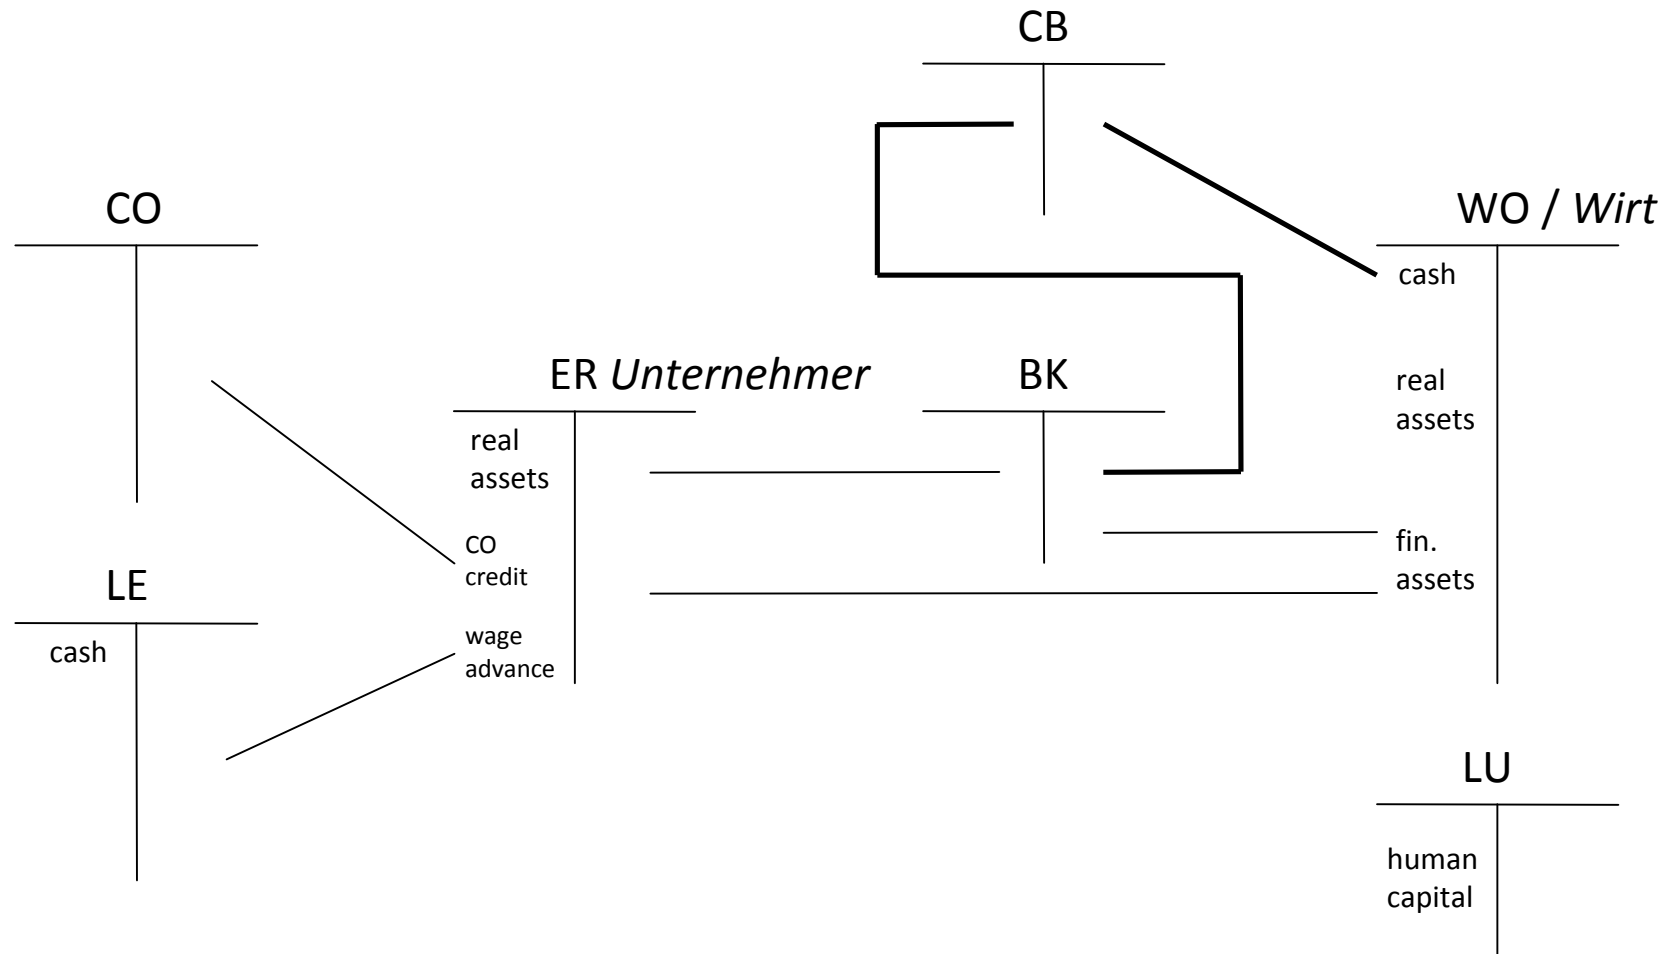 CB
CO
WO / Wirt
cash
real
assets
ER Unternehmer
BK
real
assets
CO
credit
fin.
assets
LE
cash
wage
advance
LU
human
capital